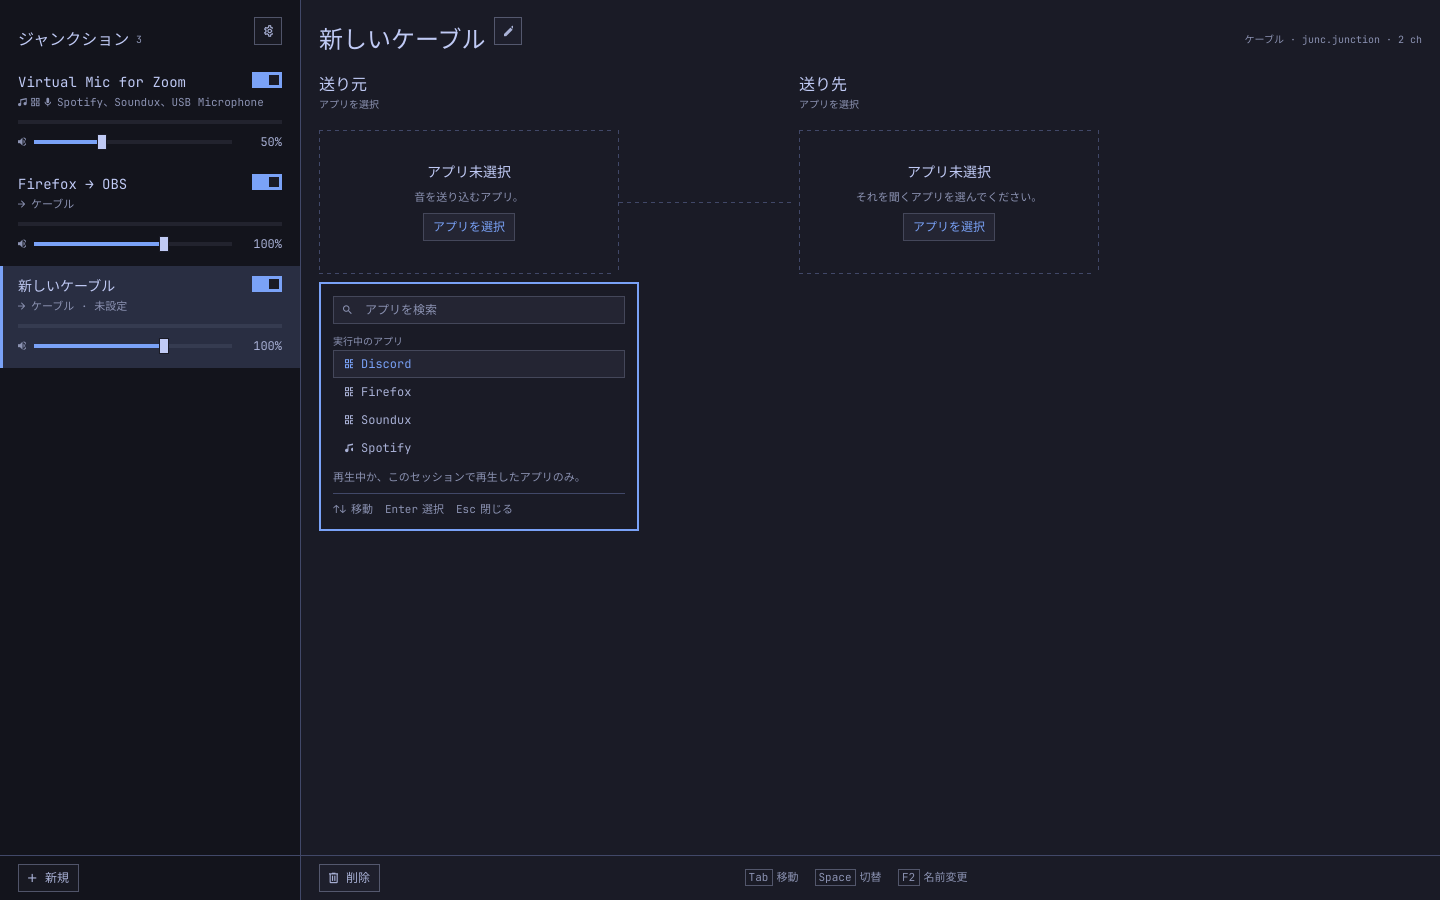 ジャンクション 3
Virtual Mic for Zoom
Spotify、Soundux、USB Microphone
50%
Firefox → OBS
→ ケーブル
100%
新しいケーブル
→ ケーブル · 未設定
100%
+ 新規
新しいケーブル
ケーブル · junc.junction · 2 ch
送り元
アプリを選択
アプリ未選択
音を送り込むアプリ。
アプリを選択
送り先
アプリを選択
アプリ未選択
それを聞くアプリを選んでください。
アプリを選択
アプリを検索
実行中のアプリ
Discord
Firefox
Soundux
Spotify
再生中か、このセッションで再生したアプリのみ。
↑↓ 移動 Enter 選択 Esc 閉じる
削除
Tab 移動 Space 切替 F2 名前変更